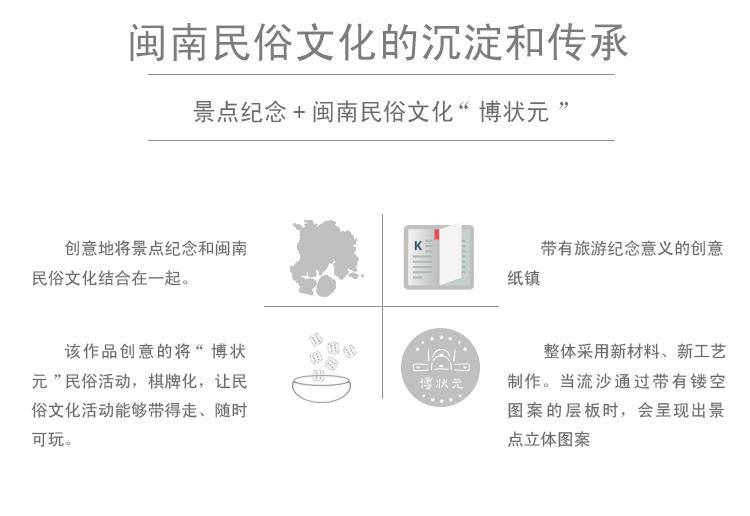 闽南民俗文化的沉淀和传承
景点纪念+闽南民俗文化“博状元”
创意地将景点纪念和闽南
民俗文化结合在一起。
K
带有旅游纪念意义的创意
纸镇
该作品创意的将“博状
元”民俗活动，棋牌化，让民
俗文化活动能够带得走、随时
可玩。
博状元
整体采用新材料、新工艺
制作。当流沙通过带有镂空
图案的层板时，会呈现出景
点立体图案